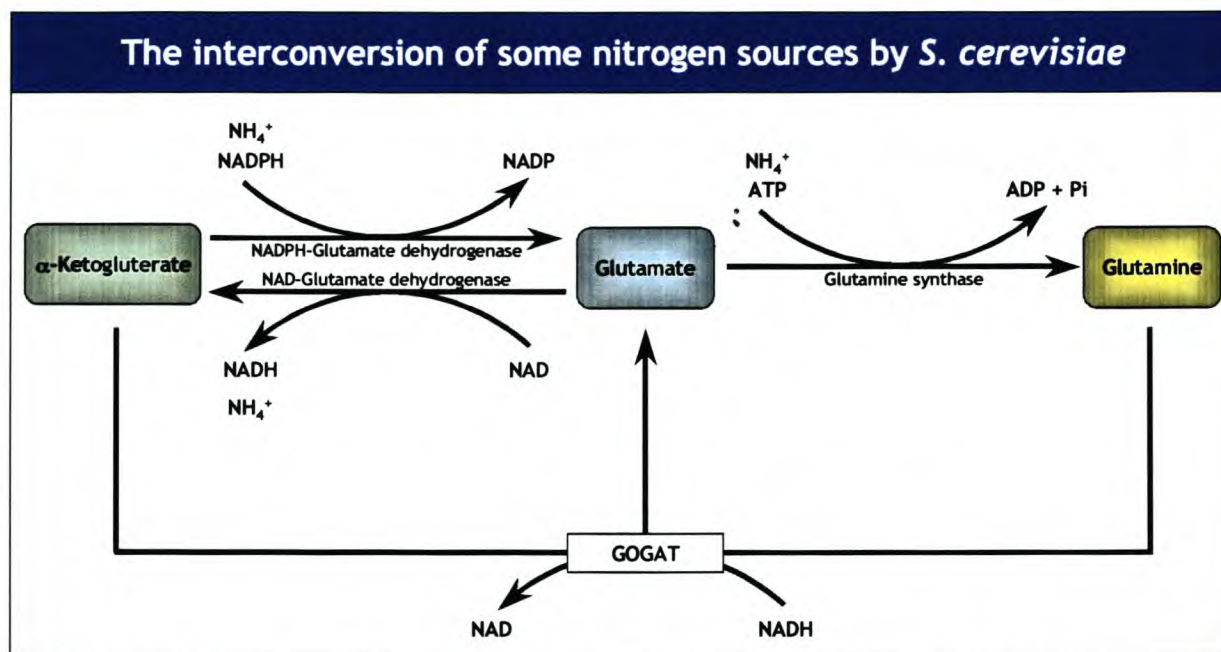 The interconversion of some nitrogen sources by S. cerevisiae
NH₄⁺
NADPH
NADP
NH₄⁺
ATP
ADP + Pi
α-Ketogluterate
NADPH-Glutamate dehydrogenase
NAD-Glutamate dehydrogenase
Glutamate
Glutamine synthase
Glutamine
NADH
NH₄⁺
NAD
GOGAT
NAD
NADH